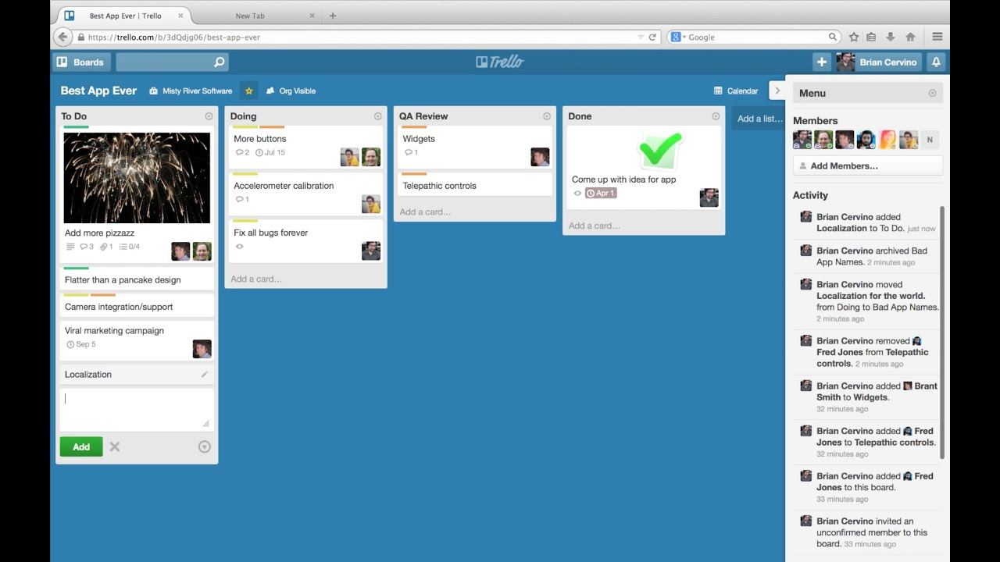 Best App Ever | Trello
New Tab
https://trello.com/b/3dQdjg06/best-app-ever
Google
Boards
Trello
Brian Cervino
Best App Ever
Misty River Software
Org Visible
Calendar
To Do
Add more pizzazz
3 1 0/4
Flatter than a pancake design
Camera integration/support
Viral marketing campaign
Sep 5
Localization
Add
Doing
More buttons
2 Jul 15
Accelerometer calibration
1
Fix all bugs forever
Add a card…
QA Review
Widgets
1
Telepathic controls
Add a card…
Done
Come up with idea for app
Apr 1
Add a card…
Add a list…
Menu
Members
N
Add Members…
Activity
Brian Cervino added
Localization to To Do. just now
Brian Cervino archived Bad
App Names. 2 minutes ago
Brian Cervino moved
Localization for the world.
from Doing to Bad App Names.
2 minutes ago
Brian Cervino removed
Fred Jones from Telepathic
controls. 2 minutes ago
Brian Cervino added Brant
Smith to Widgets.
32 minutes ago
Brian Cervino added Fred
Jones to Telepathic controls.
32 minutes ago
Brian Cervino added Fred
Jones to this board.
33 minutes ago
Brian Cervino invited an
unconfirmed member to this
board. 33 minutes ago